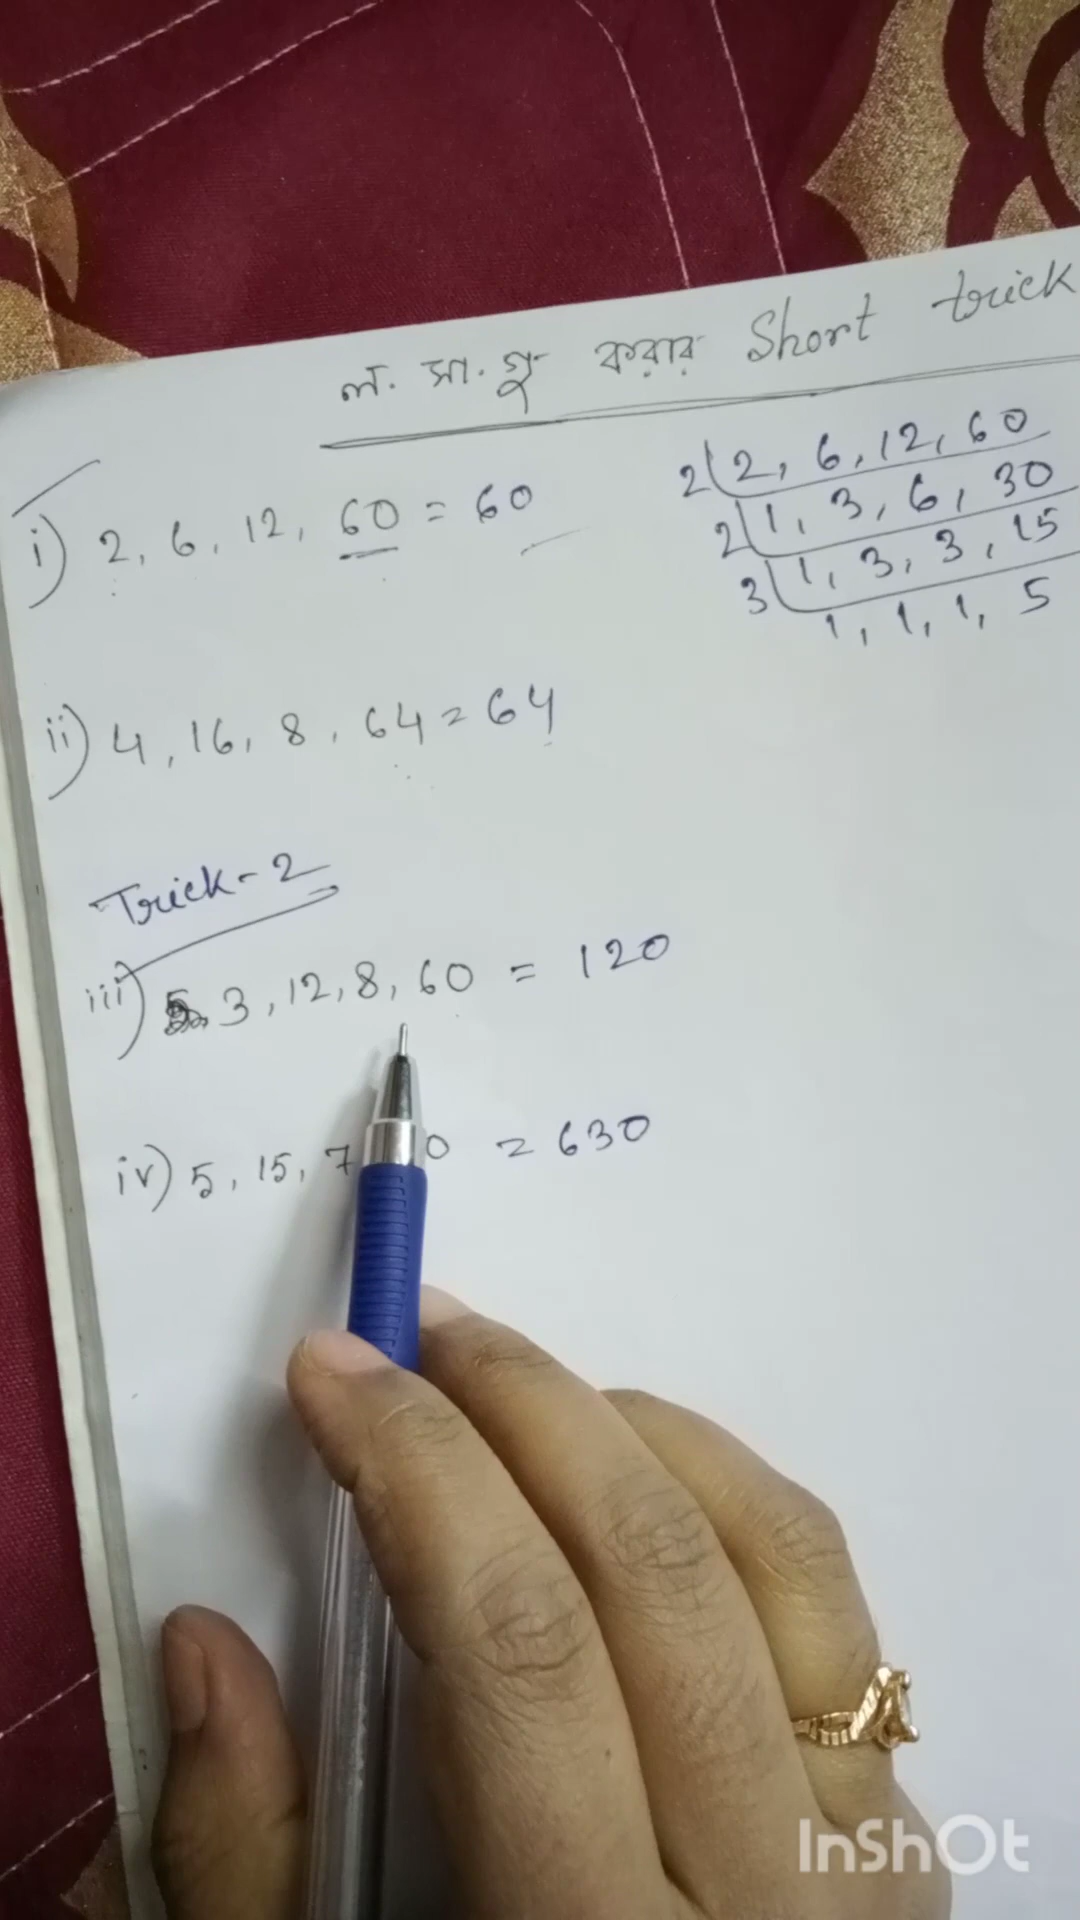 ল. সা. গু করার Short trick
i) 2, 6, 12, 60 = 60
2 2, 6, 12, 60
2 1, 3, 6, 30
3 1, 3, 3, 15
1, 1, 1, 5
ii) 4, 16, 8, 64 = 64
Trick-2
iii) 3, 12, 8, 60 = 120
iv) 5, 15, 7 0 = 630
InShOt